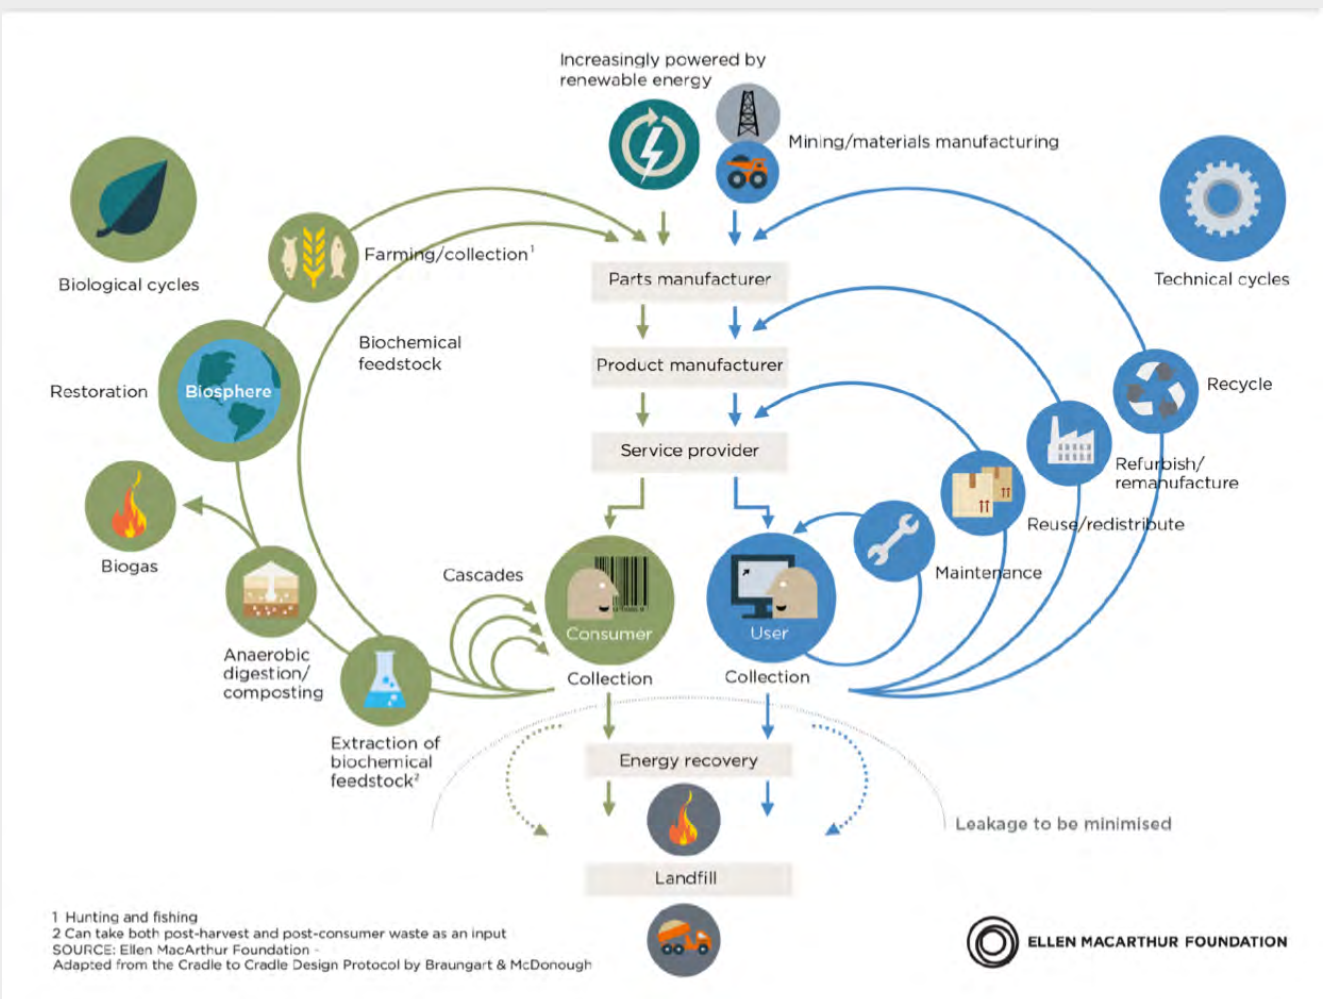 Increasingly powered by
renewable energy
Mining/materials manufacturing
Biological cycles
Farming/collection¹
Parts manufacturer
Technical cycles
Biochemical
feedstock
Product manufacturer
Restoration
Biosphere
Recycle
Service provider
Refurbish/
remanufacture
Reuse/redistribute
Biogas
Cascades
Maintenance
Consumer
User
Anaerobic
digestion/
composting
Collection
Collection
Extraction of
biochemical
feedstock²
Energy recovery
Leakage to be minimised
Landfill
1 Hunting and fishing
2 Can take both post-harvest and post-consumer waste as an input
SOURCE: Ellen MacArthur Foundation -
Adapted from the Cradle to Cradle Design Protocol by Braungart & McDonough
ELLEN MACARTHUR FOUNDATION